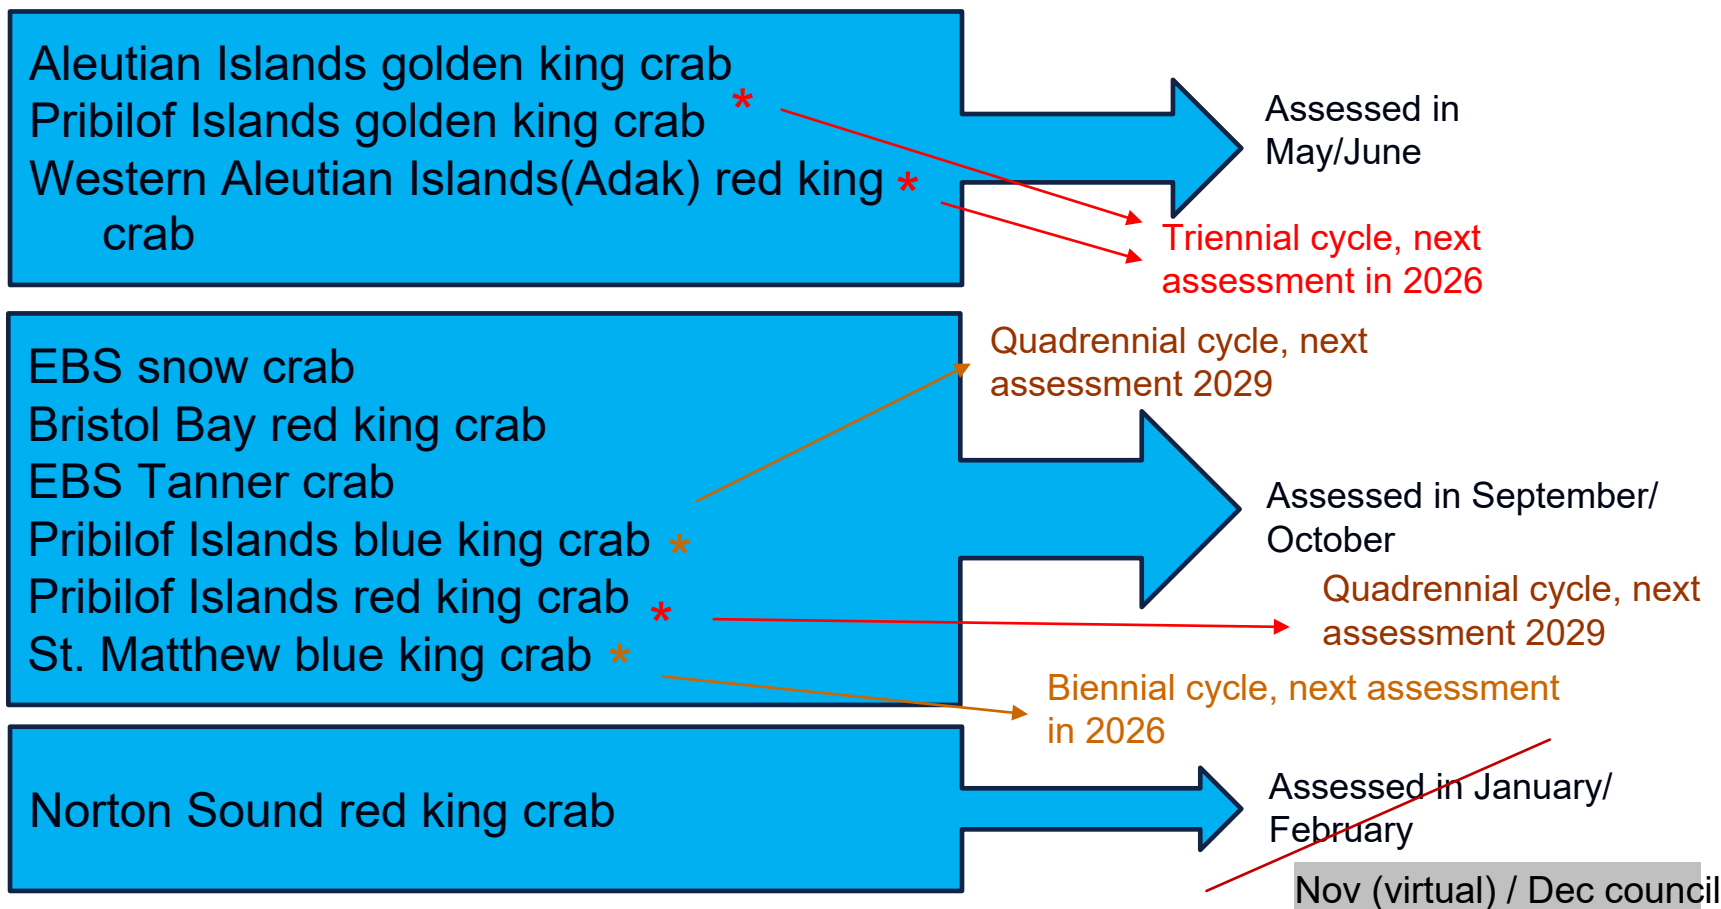 Aleutian Islands golden king crab
Pribilof Islands golden king crab *
Western Aleutian Islands(Adak) red king *
crab
Assessed in
May/June
Triennial cycle, next
assessment in 2026
EBS snow crab
Bristol Bay red king crab
EBS Tanner crab
Pribilof Islands blue king crab *
Pribilof Islands red king crab *
St. Matthew blue king crab *
Quadrennial cycle, next
assessment 2029
Assessed in September/
October
Quadrennial cycle, next
assessment 2029
Biennial cycle, next assessment
in 2026
Norton Sound red king crab
Assessed in January/
February
Nov (virtual) / Dec council